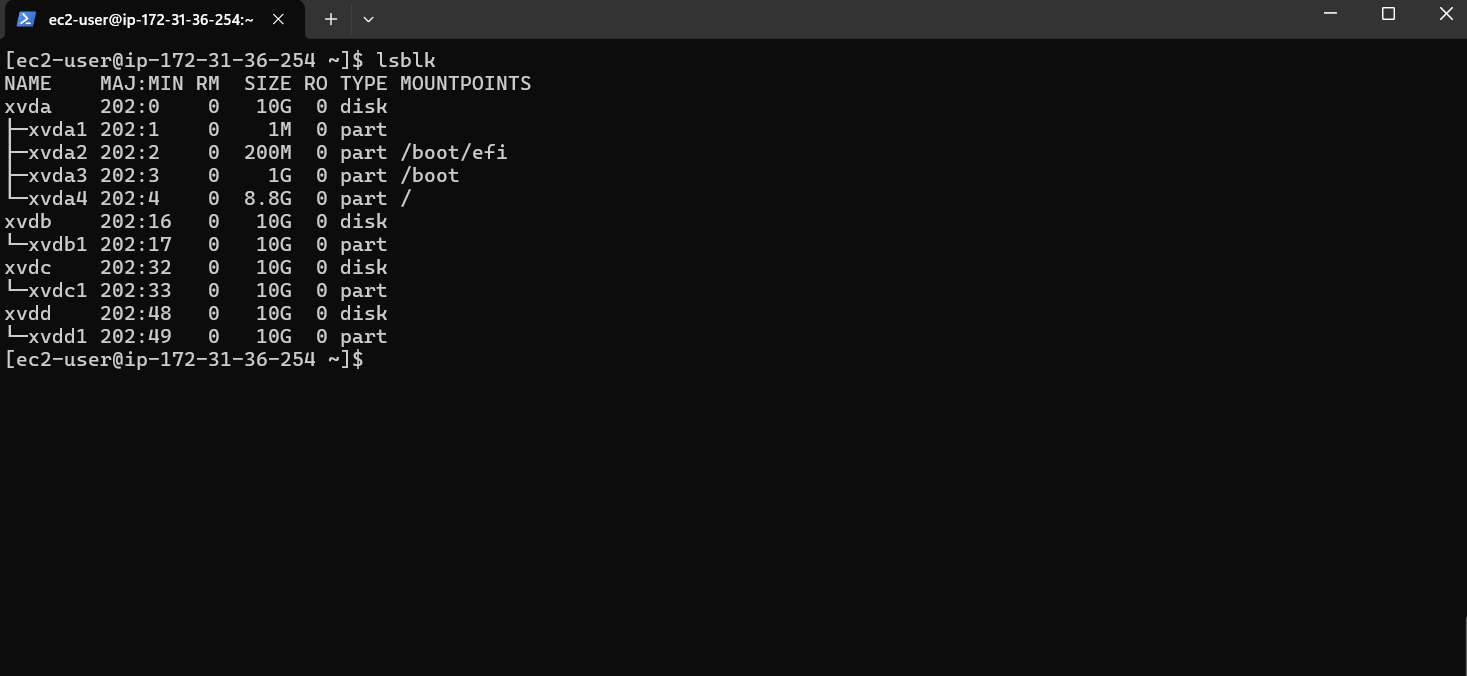 ec2-user@ip-172-31-36-254:~
[ec2-user@ip-172-31-36-254 ~]$ lsblk
NAME    MAJ:MIN RM  SIZE RO TYPE MOUNTPOINTS
xvda    202:0    0   10G  0 disk
├─xvda1 202:1    0    1M  0 part
├─xvda2 202:2    0  200M  0 part /boot/efi
├─xvda3 202:3    0    1G  0 part /boot
└─xvda4 202:4    0  8.8G  0 part /
xvdb    202:16   0   10G  0 disk
└─xvdb1 202:17   0   10G  0 part
xvdc    202:32   0   10G  0 disk
└─xvdc1 202:33   0   10G  0 part
xvdd    202:48   0   10G  0 disk
└─xvdd1 202:49   0   10G  0 part
[ec2-user@ip-172-31-36-254 ~]$